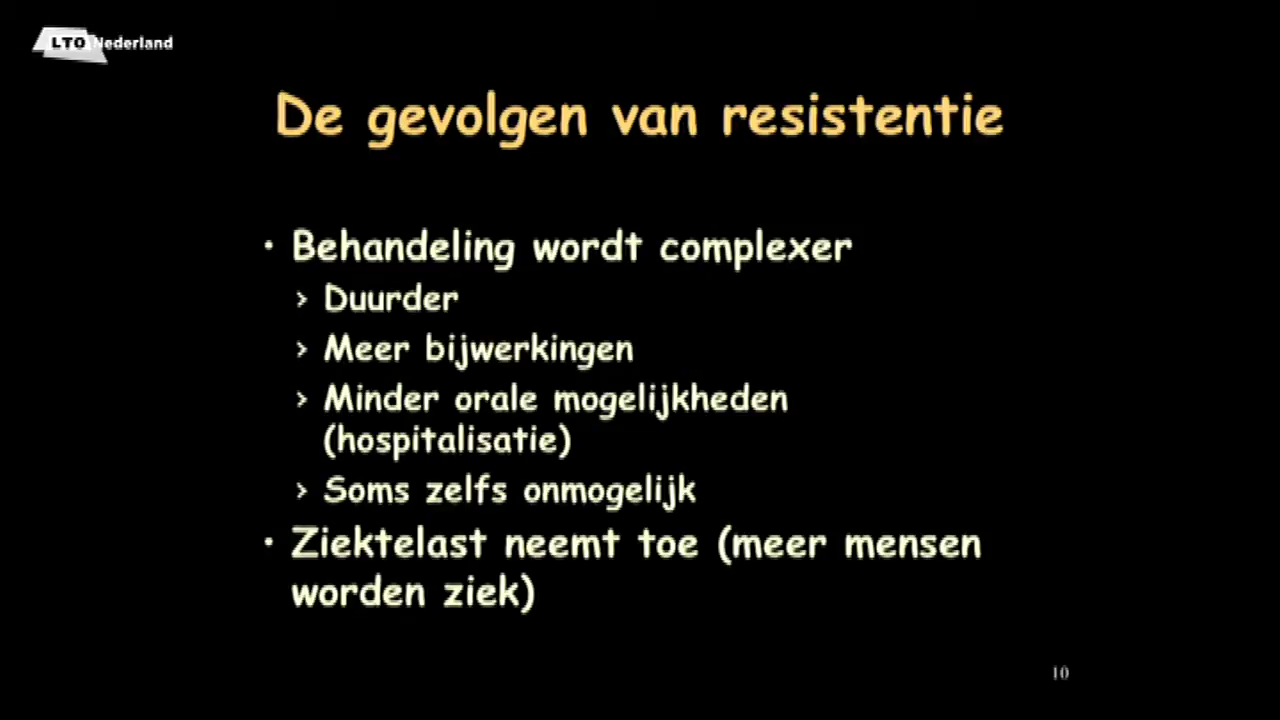 LTO Nederland
De gevolgen van resistentie
• Behandeling wordt complexer
› Duurder
› Meer bijwerkingen
› Minder orale mogelijkheden
(hospitalisatie)
› Soms zelfs onmogelijk
• Ziektelast neemt toe (meer mensen
worden ziek)
10